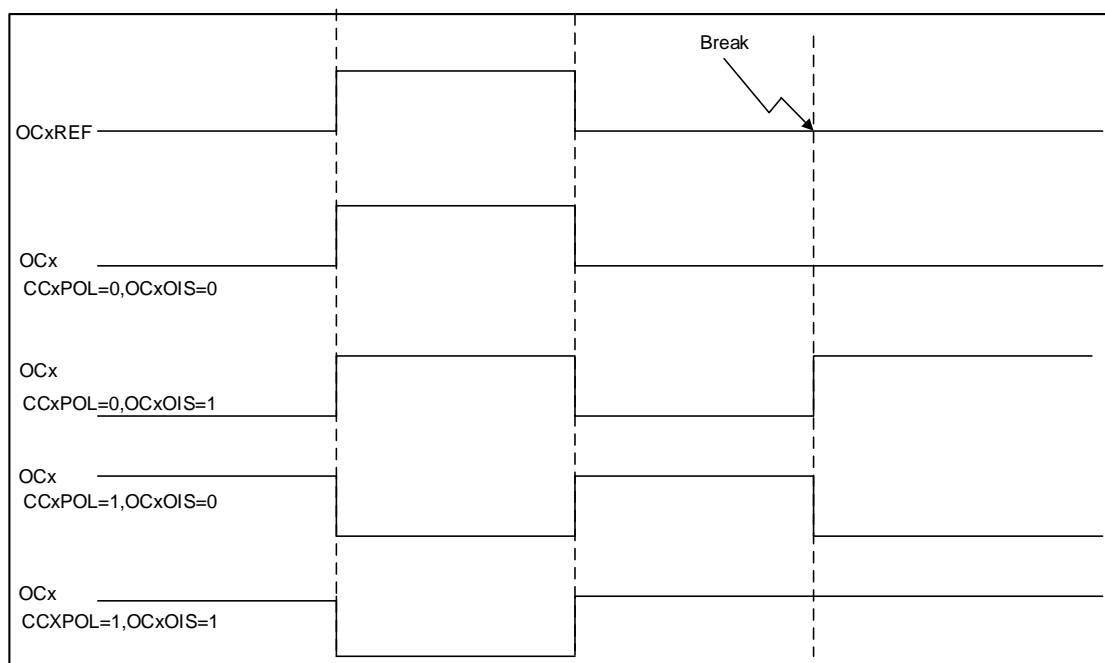 Break
OCxREF
OCx
CCxPOL=0,OCxOIS=0
OCx
CCxPOL=0,OCxOIS=1
OCx
CCxPOL=1,OCxOIS=0
OCx
CCXPOL=1,OCxOIS=1